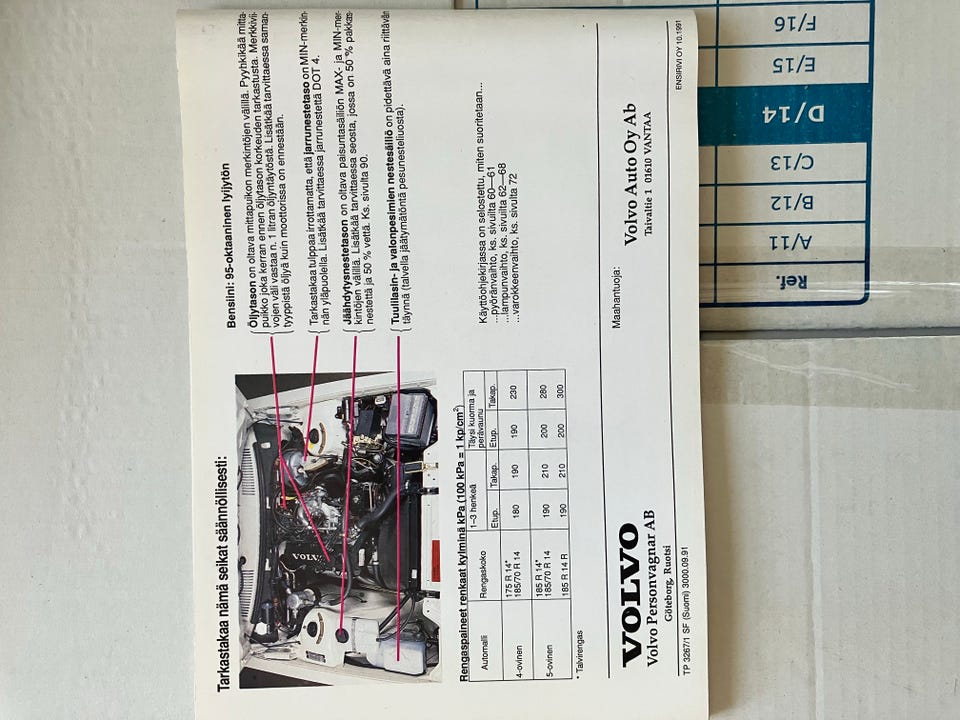 Tarkastakaa nämä seikat säännöllisesti:
VOLVO
Bensiini: 95-oktaaninen lyijytön
Öljytason on oltava mittapuikon merkintöjen välillä. Pyyhkikää mitta-
puikko joka kerran ennen öljytason korkeuden tarkastusta. Merkkivii-
vojen väli vastaa n. 1 litran öljyntäytöstä. Lisätkää tarvittaessa saman-
tyyppistä öljyä kuin moottorissa on ennestään.
Tarkastakaa tulppaa irrottamatta, että jarrunestetaso on MIN-merkin-
nän yläpuolella. Lisätkää tarvittaessa jarrunestettä DOT 4.
Jäähdytysnestetason on oltava paisuntasäiliön MAX- ja MIN-mer-
kintöjen välillä. Lisätkää tarvittaessa seosta, jossa on 50 % pakkas-
nestettä ja 50 % vettä. Ks. sivulta 90.
Tuulilasin- ja valonpesimien nestesäiliö on pidettävä aina riittävän
täynnä (talvella jäätymätöntä pesunesteliuosta).
Rengaspaineet renkaat kylminä kPa (100 kPa = 1 kp/cm²)
Automalli Rengaskoko 1–3 henkeä Täysi kuorma ja perävaunu
Etup. Takap. Etup. Takap.
4-ovinen 175 R 14* 180 190 190 230
185/70 R 14
5-ovinen 185 R 14* 190 210 200 280
185/70 R 14
185 R 14 R 190 210 200 300
* Talvirengas
Käyttöohjekirjassa on selostettu, miten suoritetaan...
...pyöränvaihto, ks. sivuilta 60—61
...lampunvaihto, ks. sivuilta 62—68
...varokkeenvaihto, ks. sivulta 72
VOLVO
Volvo Personvagnar AB
Göteborg, Ruotsi
Maahantuoja:
Volvo Auto Oy Ab
Taivaltie 1 01610 VANTAA
TP 3267/1 SF (Suomi) 3000.09.91
ENSIRIVI OY 10.1991
Ref.
A/11
B/12
C/13
D/14
E/15
F/16